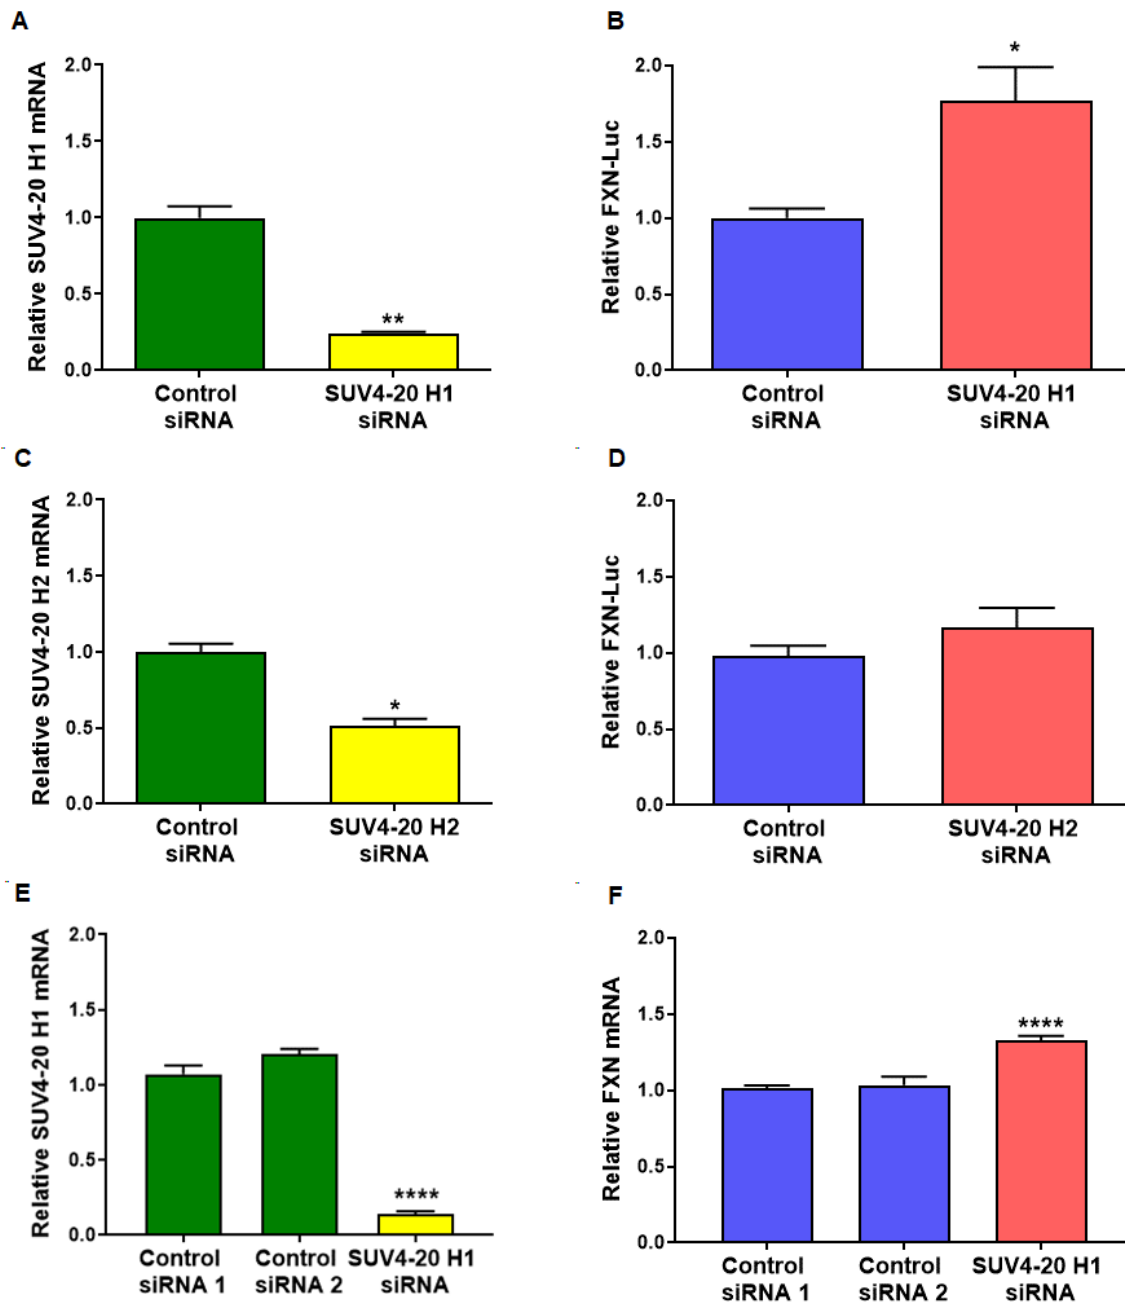 A
Relative SUV4-20 H1 mRNA
2.0
1.5
1.0
0.5
0.0
**
Control
siRNA
SUV4-20 H1
siRNA
B
Relative FXN-Luc
2.0
1.5
1.0
0.5
0.0
*
Control
siRNA
SUV4-20 H1
siRNA
C
Relative SUV4-20 H2 mRNA
2.0
1.5
1.0
0.5
0.0
*
Control
siRNA
SUV4-20 H2
siRNA
D
Relative FXN-Luc
2.0
1.5
1.0
0.5
0.0
Control
siRNA
SUV4-20 H2
siRNA
E
Relative SUV4-20 H1 mRNA
2.0
1.5
1.0
0.5
0.0
****
Control
siRNA 1
Control
siRNA 2
SUV4-20 H1
siRNA
F
Relative FXN mRNA
2.0
1.5
1.0
0.5
0.0
****
Control
siRNA 1
Control
siRNA 2
SUV4-20 H1
siRNA